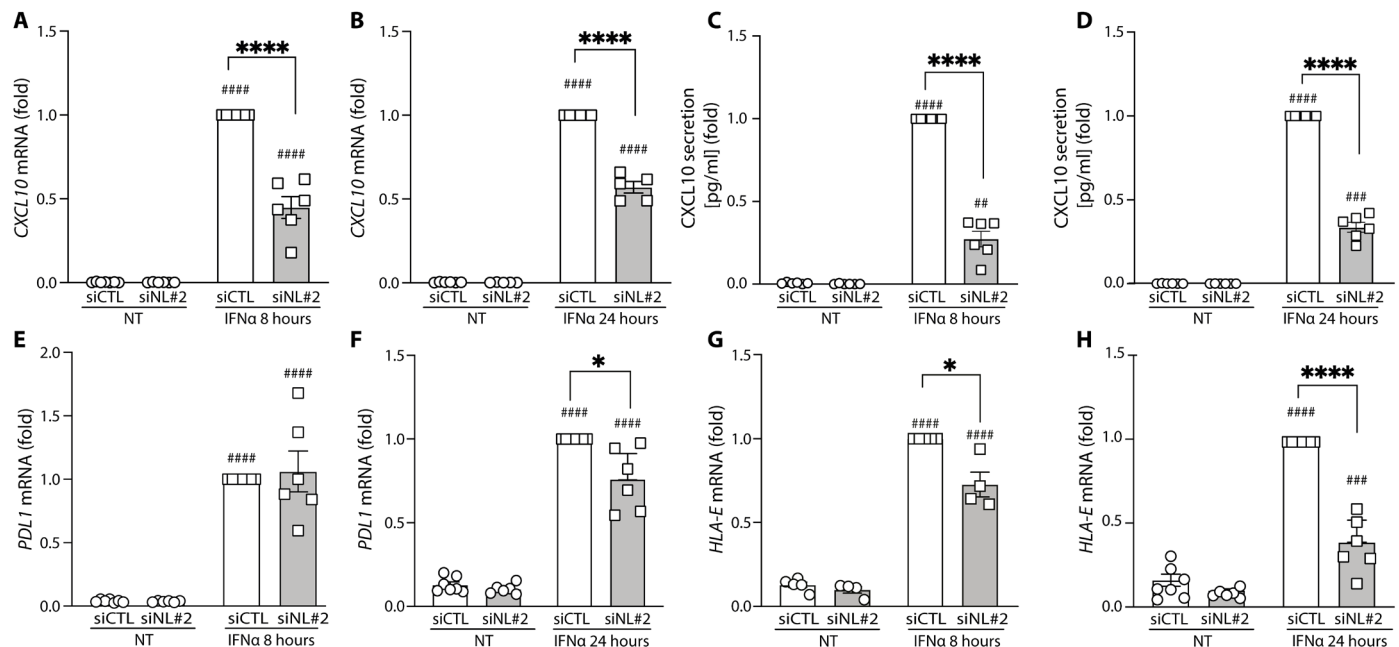 A
CXCL10 mRNA (fold)
1.5
1.0
0.5
0.0
####
****
####
siCTL siNL#2 siCTL siNL#2
NT IFNα 8 hours
B
CXCL10 mRNA (fold)
1.5
1.0
0.5
0.0
####
****
####
siCTL siNL#2 siCTL siNL#2
NT IFNα 24 hours
C
CXCL10 secretion
[pg/ml] (fold)
1.5
1.0
0.5
0.0
####
****
##
siCTL siNL#2 siCTL siNL#2
NT IFNα 8 hours
D
CXCL10 secretion
[pg/ml] (fold)
1.5
1.0
0.5
0.0
####
****
###
siCTL siNL#2 siCTL siNL#2
NT IFNα 24 hours
E
PDL1 mRNA (fold)
2.0
1.5
1.0
0.5
0.0
####
####
siCTL siNL#2 siCTL siNL#2
NT IFNα 8 hours
F
PDL1 mRNA (fold)
1.5
1.0
0.5
0.0
####
*
####
siCTL siNL#2 siCTL siNL#2
NT IFNα 24 hours
G
HLA-E mRNA (fold)
1.5
1.0
0.5
0.0
####
*
####
siCTL siNL#2 siCTL siNL#2
NT IFNα 8 hours
H
HLA-E mRNA (fold)
1.5
1.0
0.5
0.0
####
****
###
siCTL siNL#2 siCTL siNL#2
NT IFNα 24 hours